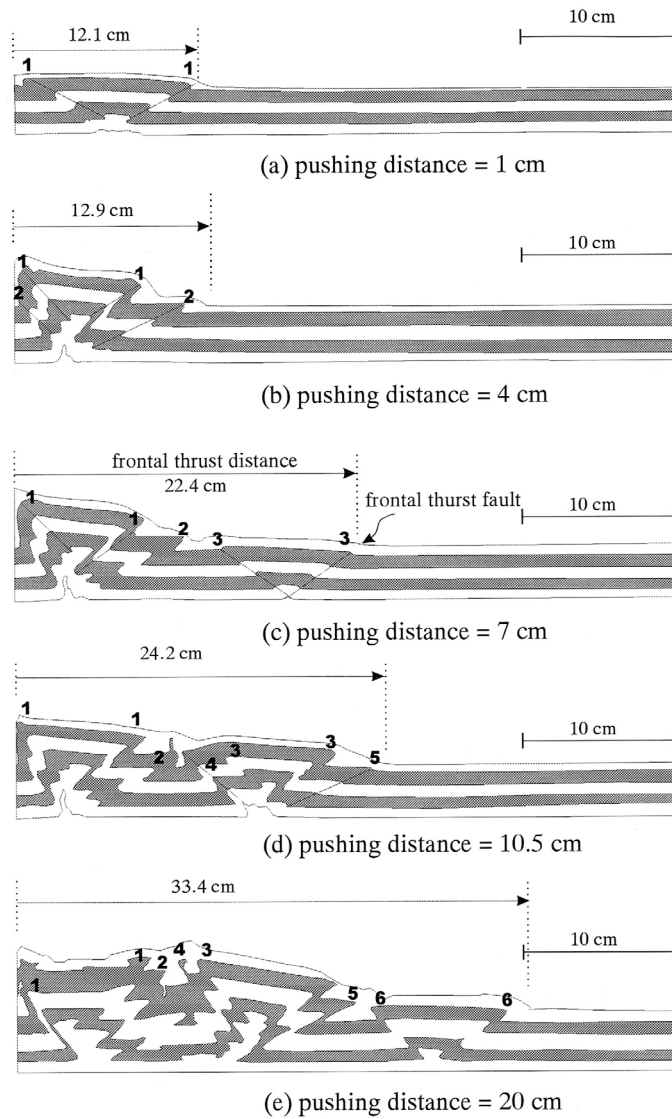 12.1 cm
10 cm
1 1
(a) pushing distance = 1 cm
12.9 cm
10 cm
1 1
2 2
(b) pushing distance = 4 cm
frontal thrust distance
22.4 cm
frontal thurst fault
10 cm
1 1 2 3 3
(c) pushing distance = 7 cm
24.2 cm
10 cm
1 1 2 4 3 3 5
(d) pushing distance = 10.5 cm
33.4 cm
10 cm
1 2 4 3
1 5 6 6
(e) pushing distance = 20 cm